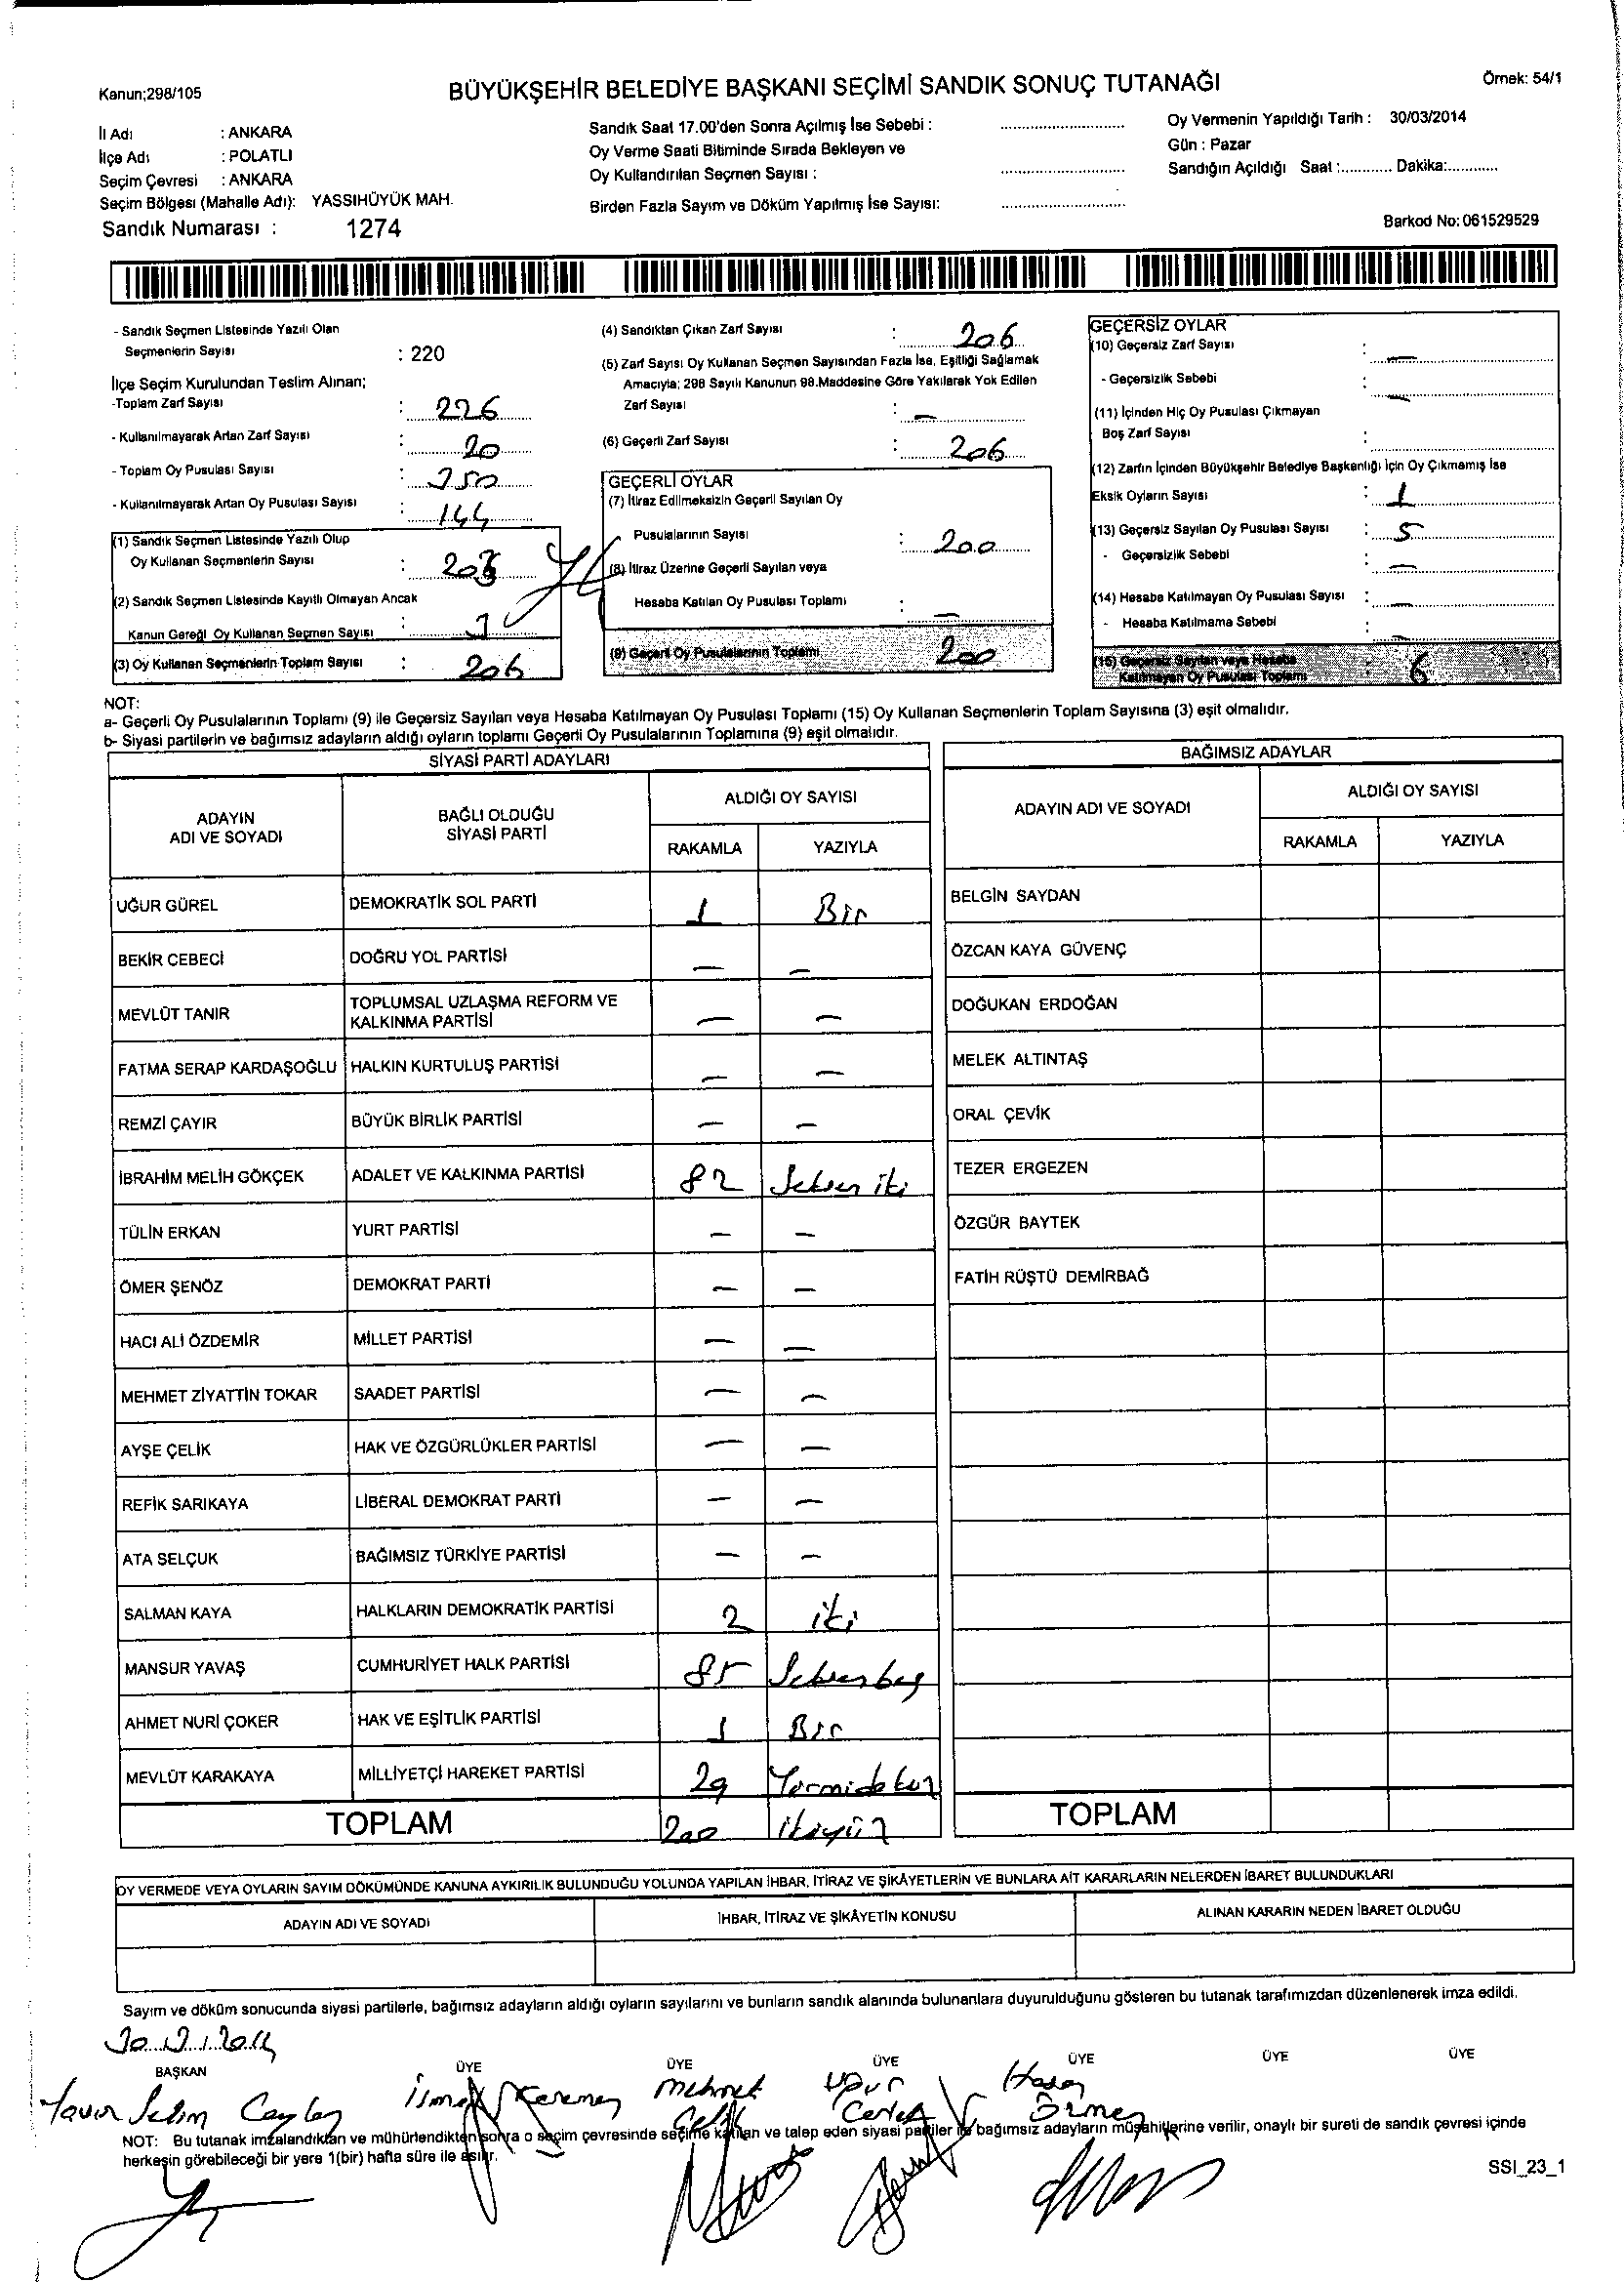 Kanun;298/105
BÜYÜKŞEHİR BELEDİYE BAŞKANI SEÇİMİ SANDIK SONUÇ TUTANAĞI
Örnek: 54/1
İl Adı : ANKARA
İlçe Adı : POLATLI
Seçim Çevresi : ANKARA
Seçim Bölgesi (Mahalle Adı): YASSIHÜYÜK MAH.
Sandık Numarası : 1274
Sandık Saat 17.00'den Sonra Açılmış İse Sebebi :
Oy Verme Saati Bitiminde Sırada Bekleyen ve
Oy Kullandırılan Seçmen Sayısı :
Birden Fazla Sayım ve Döküm Yapılmış İse Sayısı:
Oy Vermenin Yapıldığı Tarih : 30/03/2014
Gün : Pazar
Sandığın Açıldığı Saat :............ Dakika:............
Barkod No: 061529529
- Sandık Seçmen Listesinde Yazılı Olan
Seçmenlerin Sayısı : 220
İlçe Seçim Kurulundan Teslim Alınan;
-Toplam Zarf Sayısı : 226
- Kullanılmayarak Artan Zarf Sayısı : 20
- Toplam Oy Pusulası Sayısı : 350
- Kullanılmayarak Artan Oy Pusulası Sayısı : 144
(1) Sandık Seçmen Listesinde Yazılı Olup
Oy Kullanan Seçmenlerin Sayısı :
(2) Sandık Seçmen Listesinde Kayıtlı Olmayan Ancak
Kanun Gereği Oy Kullanan Seçmen Sayısı :
(3) Oy Kullanan Seçmenlerin Toplam Sayısı : 206
(4) Sandıktan Çıkan Zarf Sayısı : 206
(5) Zarf Sayısı Oy Kullanan Seçmen Sayısından Fazla İse, Eşitliği Sağlamak
Amacıyla; 298 Sayılı Kanunun 98.Maddesine Göre Yakılarak Yok Edilen
Zarf Sayısı : —
(6) Geçerli Zarf Sayısı : 206
GEÇERLİ OYLAR
(7) İtiraz Edilmeksizin Geçerli Sayılan Oy
Pusulalarının Sayısı : 200
(8) İtiraz Üzerine Geçerli Sayılan veya
Hesaba Katılan Oy Pusulası Toplamı : —
(9) Geçerli Oy Pusulalarının Toplamı 200
GEÇERSİZ OYLAR
(10) Geçersiz Zarf Sayısı : —
- Geçersizlik Sebebi : —
(11) İçinden Hiç Oy Pusulası Çıkmayan
Boş Zarf Sayısı :
(12) Zarfın İçinden Büyükşehir Belediye Başkanlığı İçin Oy Çıkmamış İse
Eksik Oyların Sayısı : 1
(13) Geçersiz Sayılan Oy Pusulası Sayısı : 5
- Geçersizlik Sebebi : —
(14) Hesaba Katılmayan Oy Pusulası Sayısı : —
- Hesaba Katılmama Sebebi : —
(15) Geçersiz Sayılan veya Hesaba
Katılmayan Oy Pusulası Toplamı : 6
NOT:
a- Geçerli Oy Pusulalarının Toplamı (9) ile Geçersiz Sayılan veya Hesaba Katılmayan Oy Pusulası Toplamı (15) Oy Kullanan Seçmenlerin Toplam Sayısına (3) eşit olmalıdır.
b- Siyasi partilerin ve bağımsız adayların aldığı oyların toplamı Geçerli Oy Pusulalarının Toplamına (9) eşit olmalıdır.
SİYASİ PARTİ ADAYLARI
ADAYIN ADI VE SOYADI
BAĞLI OLDUĞU SİYASİ PARTİ
ALDIĞI OY SAYISI
RAKAMLA YAZIYLA
UĞUR GÜREL DEMOKRATİK SOL PARTİ 1 Bir
BEKİR CEBECİ DOĞRU YOL PARTİSİ — —
MEVLÜT TANIR TOPLUMSAL UZLAŞMA REFORM VE KALKINMA PARTİSİ — —
FATMA SERAP KARDAŞOĞLU HALKIN KURTULUŞ PARTİSİ — —
REMZİ ÇAYIR BÜYÜK BİRLİK PARTİSİ — —
İBRAHİM MELİH GÖKÇEK ADALET VE KALKINMA PARTİSİ 82 Seksen iki
TÜLİN ERKAN YURT PARTİSİ — —
ÖMER ŞENÖZ DEMOKRAT PARTİ — —
HACI ALİ ÖZDEMİR MİLLET PARTİSİ — —
MEHMET ZİYATTİN TOKAR SAADET PARTİSİ — —
AYŞE ÇELİK HAK VE ÖZGÜRLÜKLER PARTİSİ — —
REFİK SARIKAYA LİBERAL DEMOKRAT PARTİ — —
ATA SELÇUK BAĞIMSIZ TÜRKİYE PARTİSİ — —
SALMAN KAYA HALKLARIN DEMOKRATİK PARTİSİ 2 iki
MANSUR YAVAŞ CUMHURİYET HALK PARTİSİ 85 Seksenbeş
AHMET NURİ ÇOKER HAK VE EŞİTLİK PARTİSİ 1 Bir
MEVLÜT KARAKAYA MİLLİYETÇİ HAREKET PARTİSİ 29 Yirmidokuz
TOPLAM 200 ikiyüz
BAĞIMSIZ ADAYLAR
ADAYIN ADI VE SOYADI
ALDIĞI OY SAYISI
RAKAMLA YAZIYLA
BELGİN SAYDAN
ÖZCAN KAYA GÜVENÇ
DOĞUKAN ERDOĞAN
MELEK ALTINTAŞ
ORAL ÇEVİK
TEZER ERGEZEN
ÖZGÜR BAYTEK
FATİH RÜŞTÜ DEMİRBAĞ
TOPLAM
OY VERMEDE VEYA OYLARIN SAYIM DÖKÜMÜNDE KANUNA AYKIRILIK BULUNDUĞU YOLUNDA YAPILAN İHBAR, İTİRAZ VE ŞİKÂYETLERİN VE BUNLARA AİT KARARLARIN NELERDEN İBARET BULUNDUKLARI
ADAYIN ADI VE SOYADI
İHBAR, İTİRAZ VE ŞİKÂYETİN KONUSU
ALINAN KARARIN NEDEN İBARET OLDUĞU
Sayım ve döküm sonucunda siyasi partilerle, bağımsız adayların aldığı oyların sayılarını ve bunların sandık alanında bulunanlara duyurulduğunu gösteren bu tutanak tarafımızdan düzenlenerek imza edildi.
30.3.2014
BAŞKAN ÜYE ÜYE ÜYE ÜYE ÜYE ÜYE
Yavuz Selim
Mehmet
Uğur
Hasan
NOT: Bu tutanak imzalandıktan ve mühürlendikten sonra o seçim çevresinde seçime katılan ve talep eden siyasi partiler ile bağımsız adayların müşahitlerine verilir, onaylı bir sureti de sandık çevresi içinde
herkesin görebileceği bir yere 1(bir) hafta süre ile asılır.
SSI_23_1